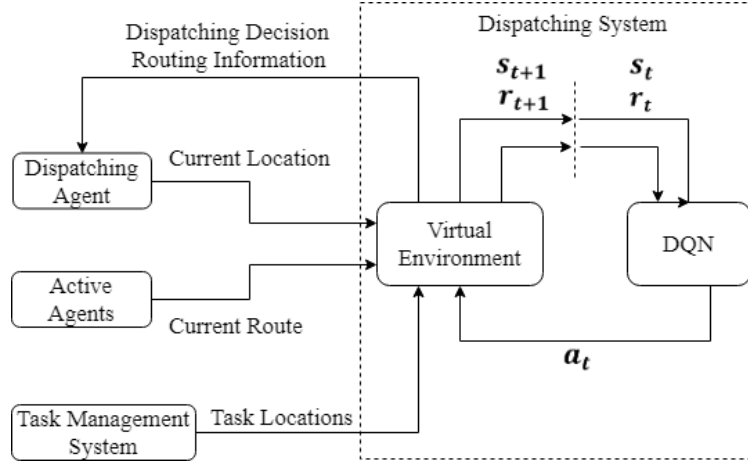 Dispatching Decision
Routing Information
Dispatching System
s_{t+1}
r_{t+1}
s_t
r_t
Dispatching
Agent
Current Location
Virtual
Environment
DQN
Active
Agents
Current Route
a_t
Task Management
System
Task Locations